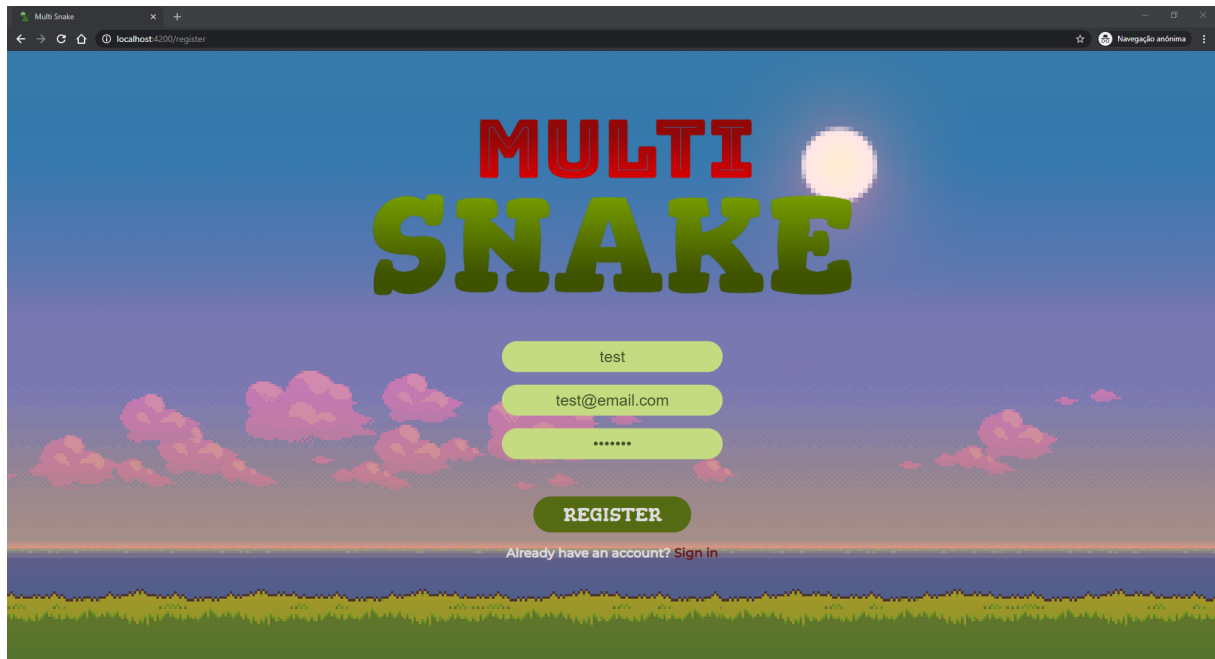 Multi Snake
localhost:4200/register
Navegação anónima
MULTI
SNAKE
test
test@email.com
•••••••
REGISTER
Already have an account? Sign in